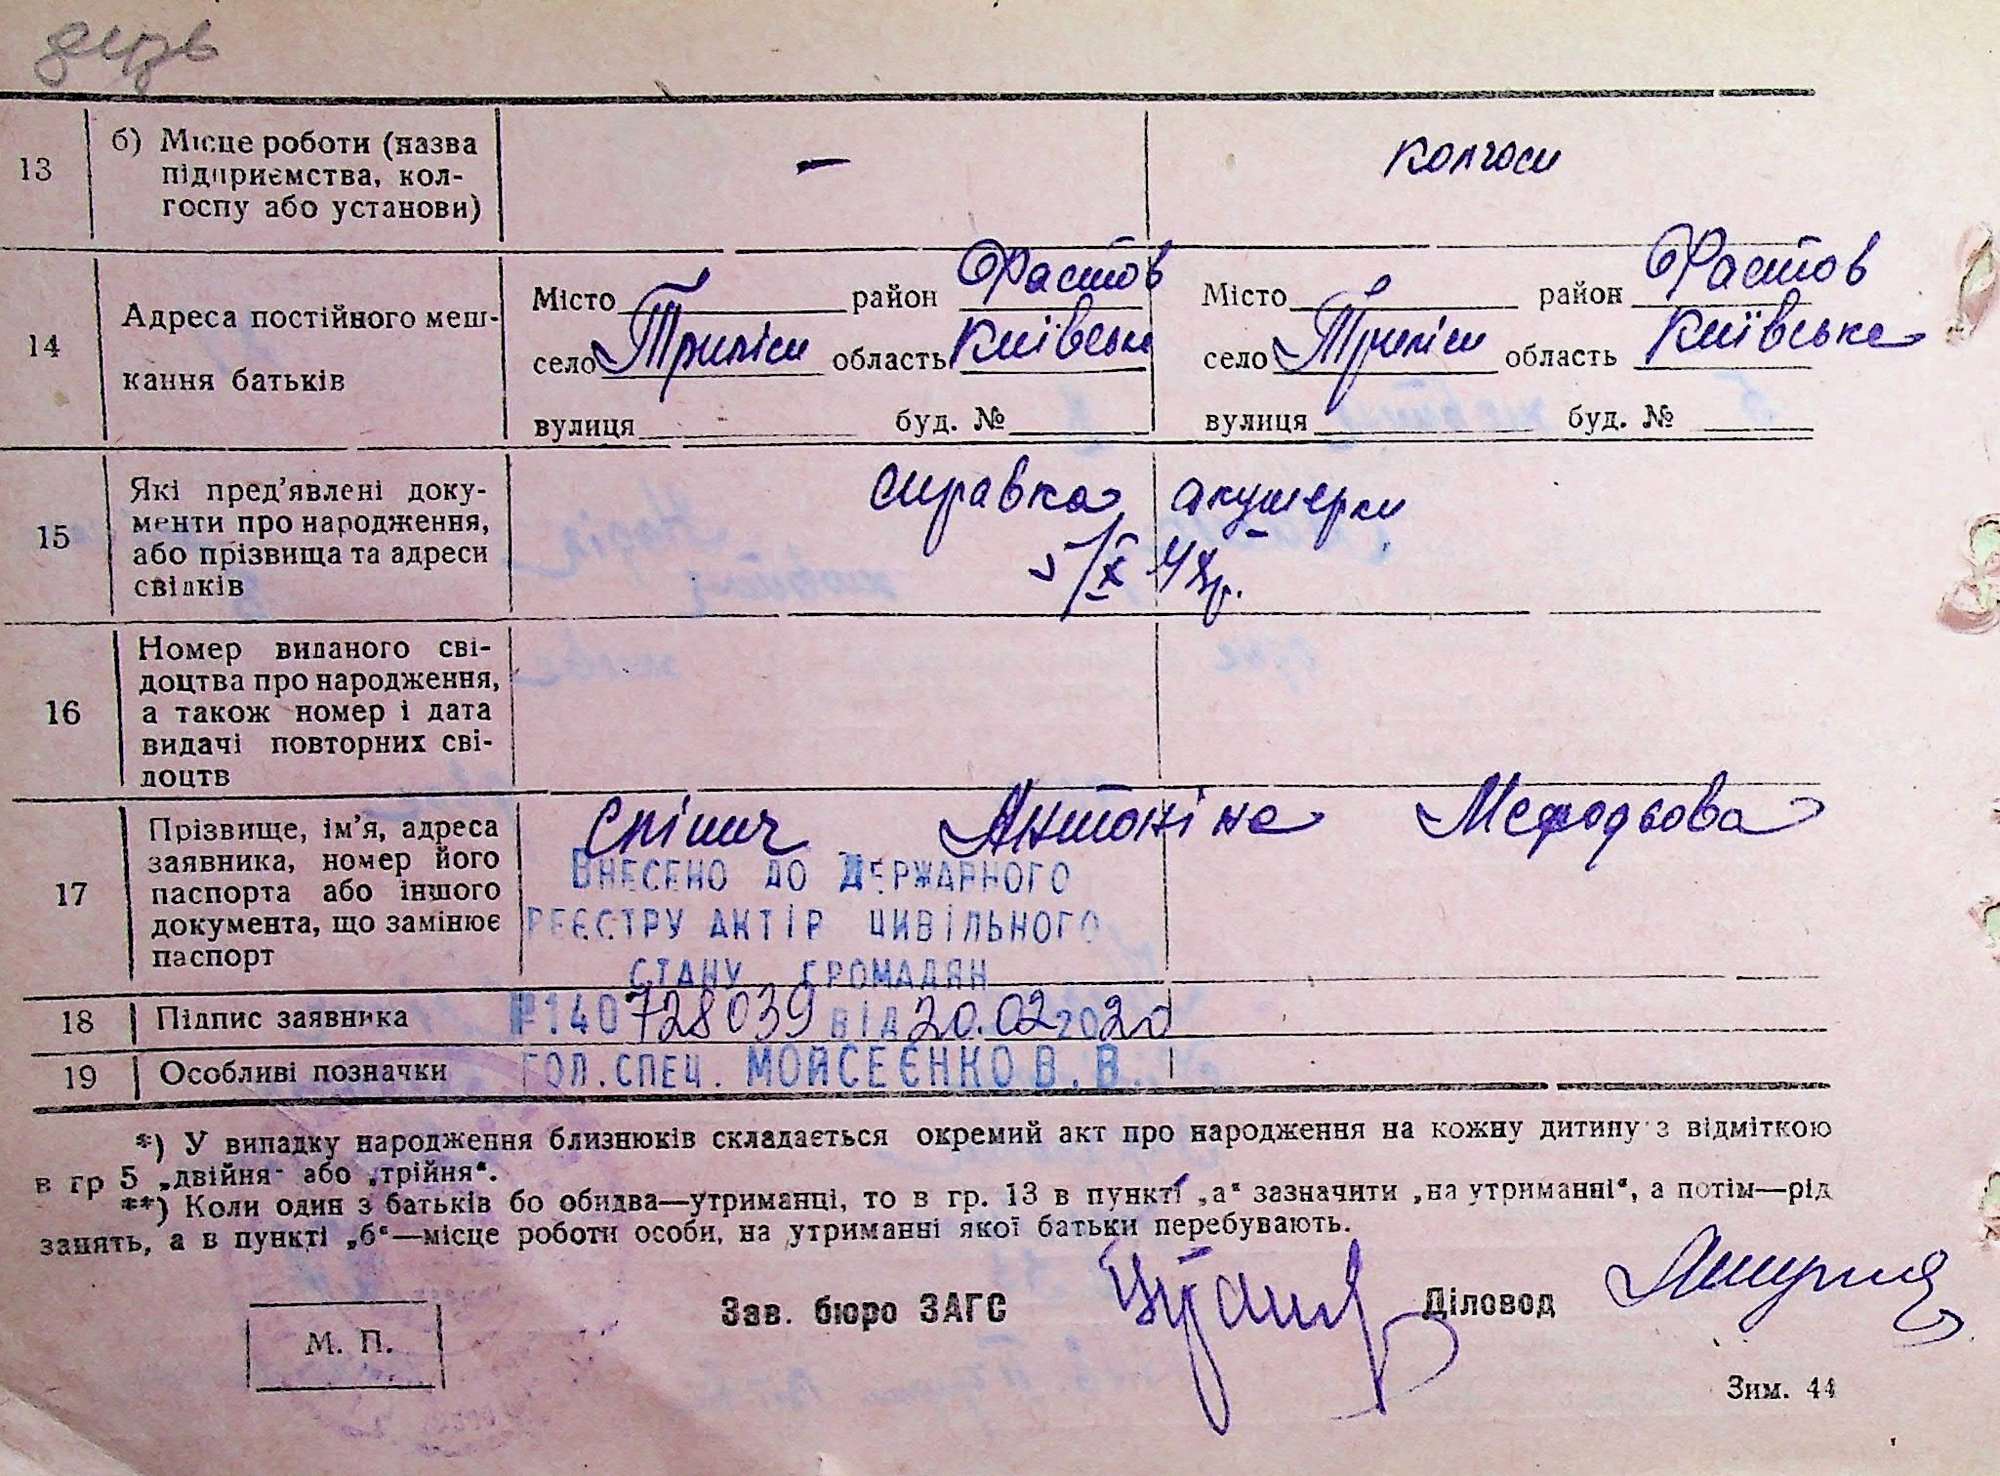 13 б) Місце роботи (назва
підприємства, кол-
госпу або установи)
— колгосп
14 Адреса постійного меш-
кання батьків
Місто район Фастов Місто район Фастов
село Триліси область Київськ село Триліси область Київська
вулиця буд. № вулиця буд. №
15 Які пред'явлені доку-
менти про народження,
або прізвища та адреси
свідків
справка акушерки
5/X 48р.
16 Номер виданого сві-
доцтва про народження,
а також номер і дата
видачі повторних сві-
доцтв
17 Прізвище, ім'я, адреса
заявника, номер його
паспорта або іншого
документа, що замінює
паспорт
Антоніна Мефодьова
ВНЕСЕНО ДО ДЕРЖАВНОГО
РЕЄСТРУ АКТІВ ЦИВІЛЬНОГО
СТАНУ ГРОМАДЯН
18 Підпис заявника №140728039 від 20.02.2020
19 Особливі позначки ГОЛ.СПЕЦ. МОЙСЕЄНКО В.В.
*) У випадку народження близнюків складається окремий акт про народження на кожну дитину з відміткою
в гр 5 „двійня" або „трійня".
**) Коли один з батьків бо обидва—утриманці, то в гр. 13 в пункті „а" зазначити „на утриманні", а потім—рід
занять, а в пункті „б"—місце роботи особи, на утриманні якої батьки перебувають.
Зав. бюро ЗАГС Діловод
М. П.
Зим. 44